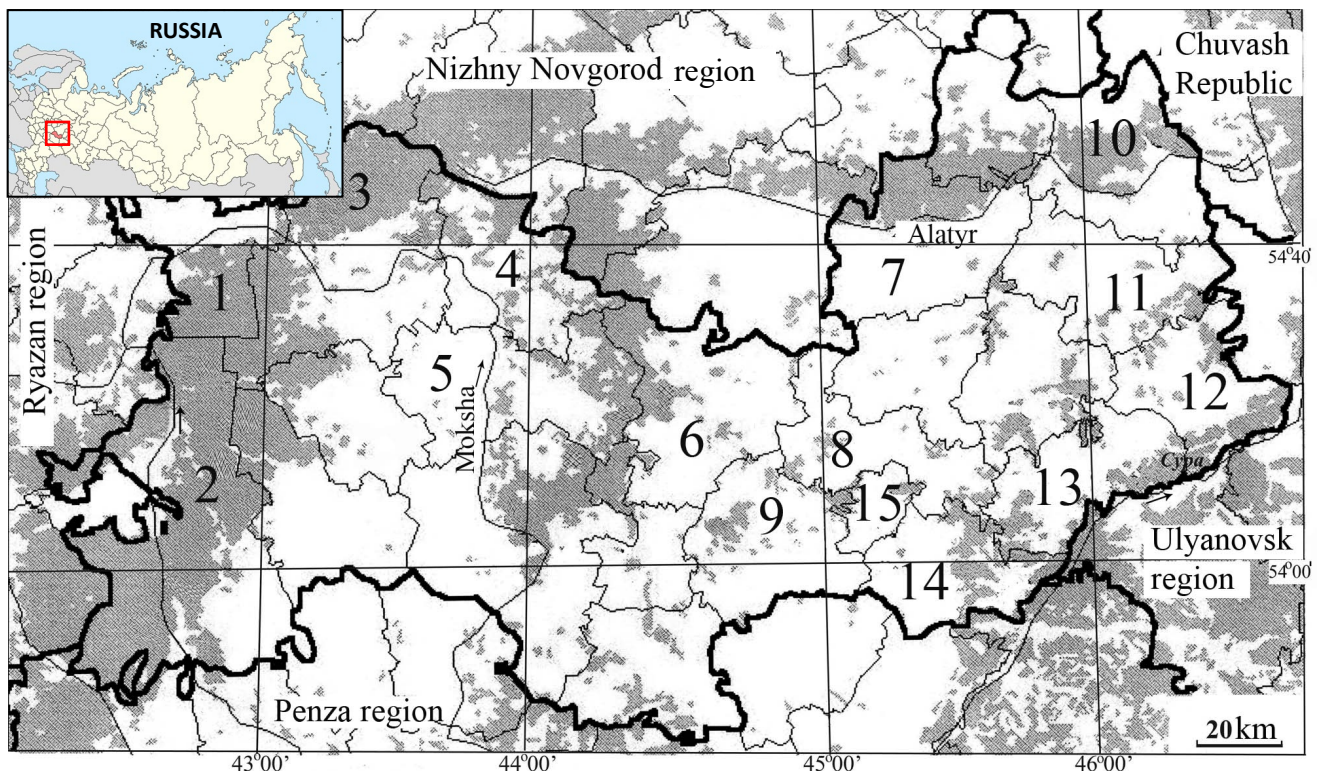 RUSSIA
Nizhny Novgorod region
Chuvash
Republic
10
3
Ryazan region
Alatyr
54°40'
4
7
1
11
5
12
Moksha
6
8
2
Сура
13
9
15
Ulyanovsk
region
54°00'
14
Penza region
20 km
43°00'
44°00'
45°00'
46°00'